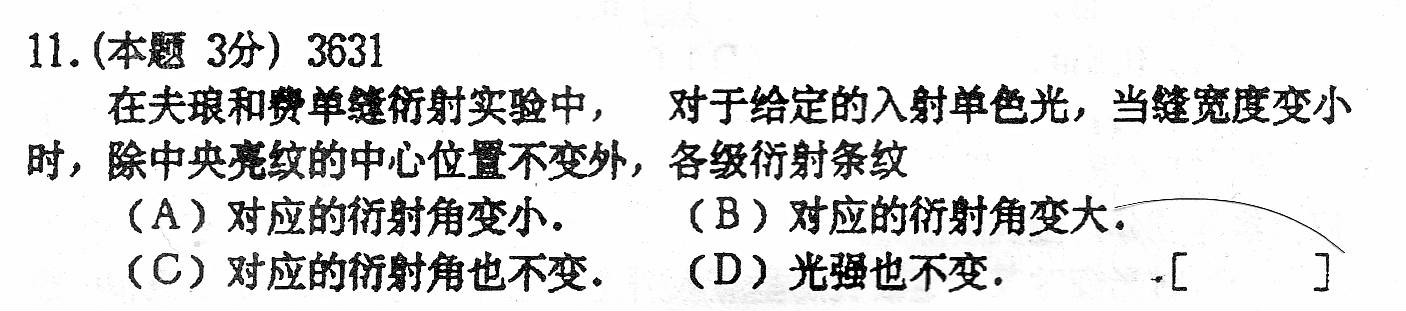 11.(本题 3分) 3631
在夫琅和费单缝衍射实验中， 对于给定的入射单色光，当缝宽度变小
时，除中央亮纹的中心位置不变外，各级衍射条纹
（A）对应的衍射角变小. （B）对应的衍射角变大.
（C）对应的衍射角也不变. （D）光强也不变. [ ]